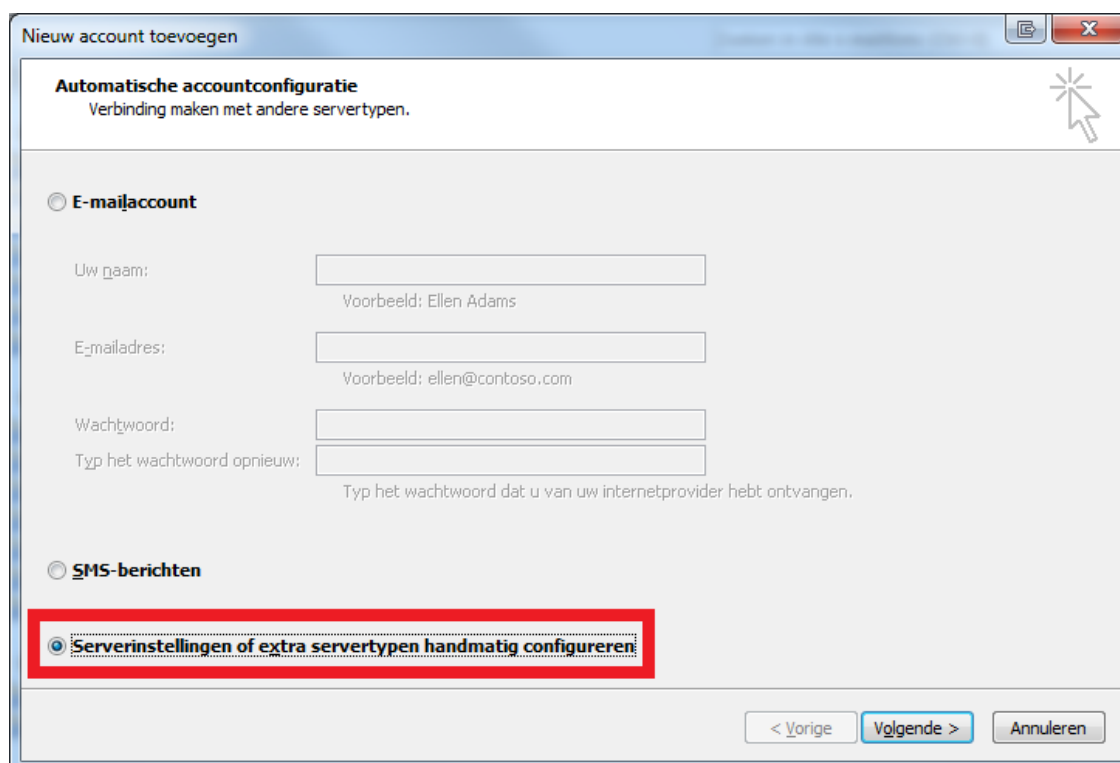 Nieuw account toevoegen
Automatische accountconfiguratie
Verbinding maken met andere servertypen.
E-mailaccount
Uw naam:
Voorbeeld: Ellen Adams
E-mailadres:
Voorbeeld: ellen@contoso.com
Wachtwoord:
Typ het wachtwoord opnieuw:
Typ het wachtwoord dat u van uw internetprovider hebt ontvangen.
SMS-berichten
Serverinstellingen of extra servertypen handmatig configureren
< Vorige Volgende > Annuleren